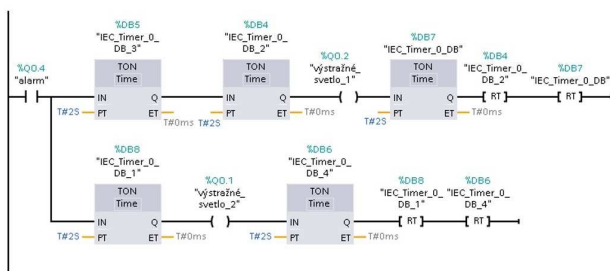 %DB5 %DB4 %DB7
"IEC_Timer_0_ "IEC_Timer_0_ "IEC_Timer_0_DB" %DB4
DB_3" DB_2" %Q0.2 TON "IEC_Timer_0_ %DB7
%Q0.4 TON TON "výstražné_ Time DB_2" "IEC_Timer_0_DB"
"alarm" Time Time svetlo_1"
IN Q IN Q IN Q RT RT
T#2S PT ET T#0ms T#2S PT ET T#0ms T#2S PT ET T#0ms
%DB8 %DB6
"IEC_Timer_0_ "IEC_Timer_0_
DB_1" %Q0.1 DB_4" %DB8 %DB6
TON "výstražné_ TON "IEC_Timer_0_ "IEC_Timer_0_
Time svetlo_2" Time DB_1" DB_4"
IN Q IN Q RT RT
T#2S PT ET T#0ms T#2S PT ET T#0ms